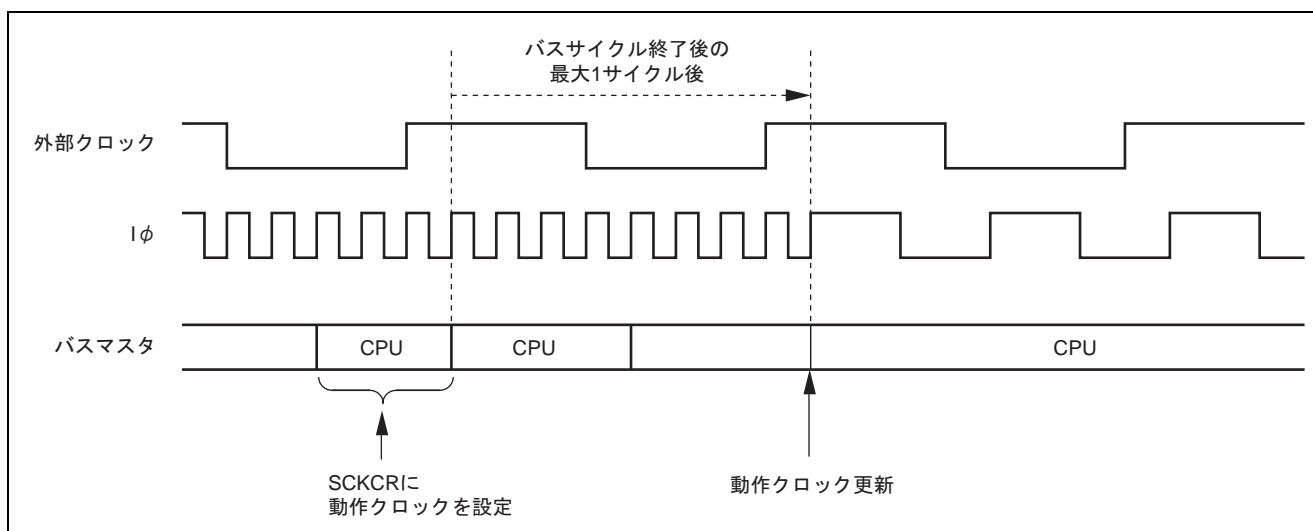 バスサイクル終了後の
最大1サイクル後
外部クロック
Iφ
バスマスタ
CPU
CPU
CPU
SCKCRに
動作クロックを設定
動作クロック更新